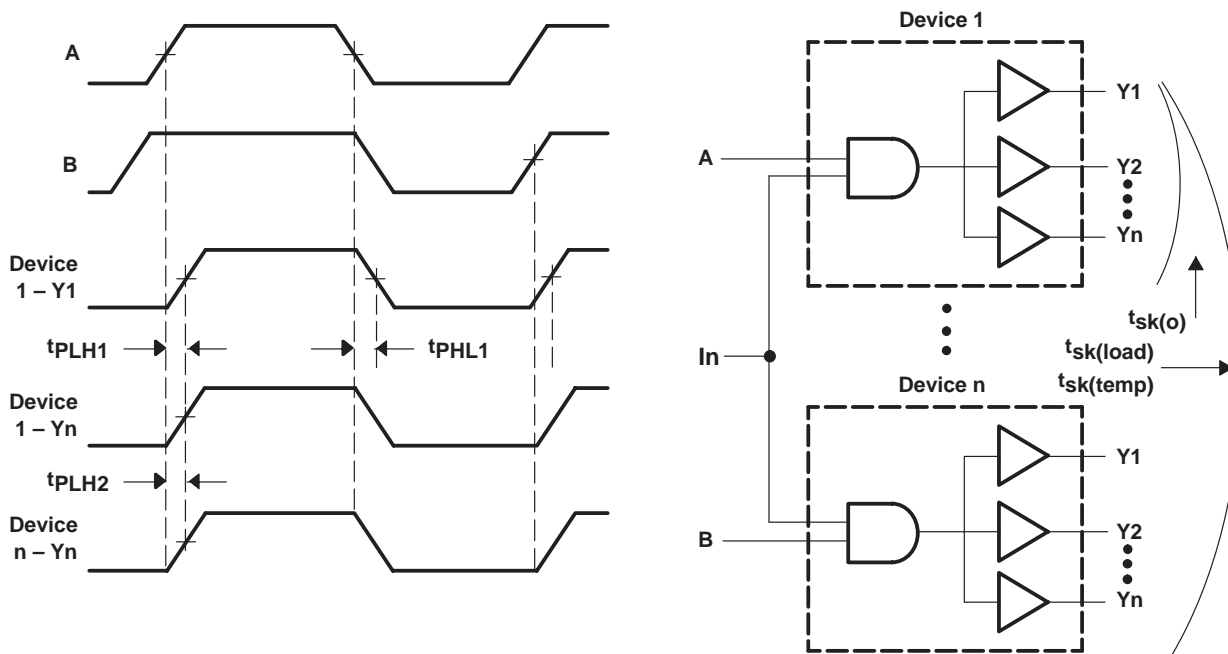 A
B
Device
1 – Y1
tPLH1
tPHL1
Device
1 – Yn
tPLH2
Device
n – Yn
Device 1
A
Y1
Y2
Yn
tsk(o)
tsk(load)
tsk(temp)
In
Device n
B
Y1
Y2
Yn